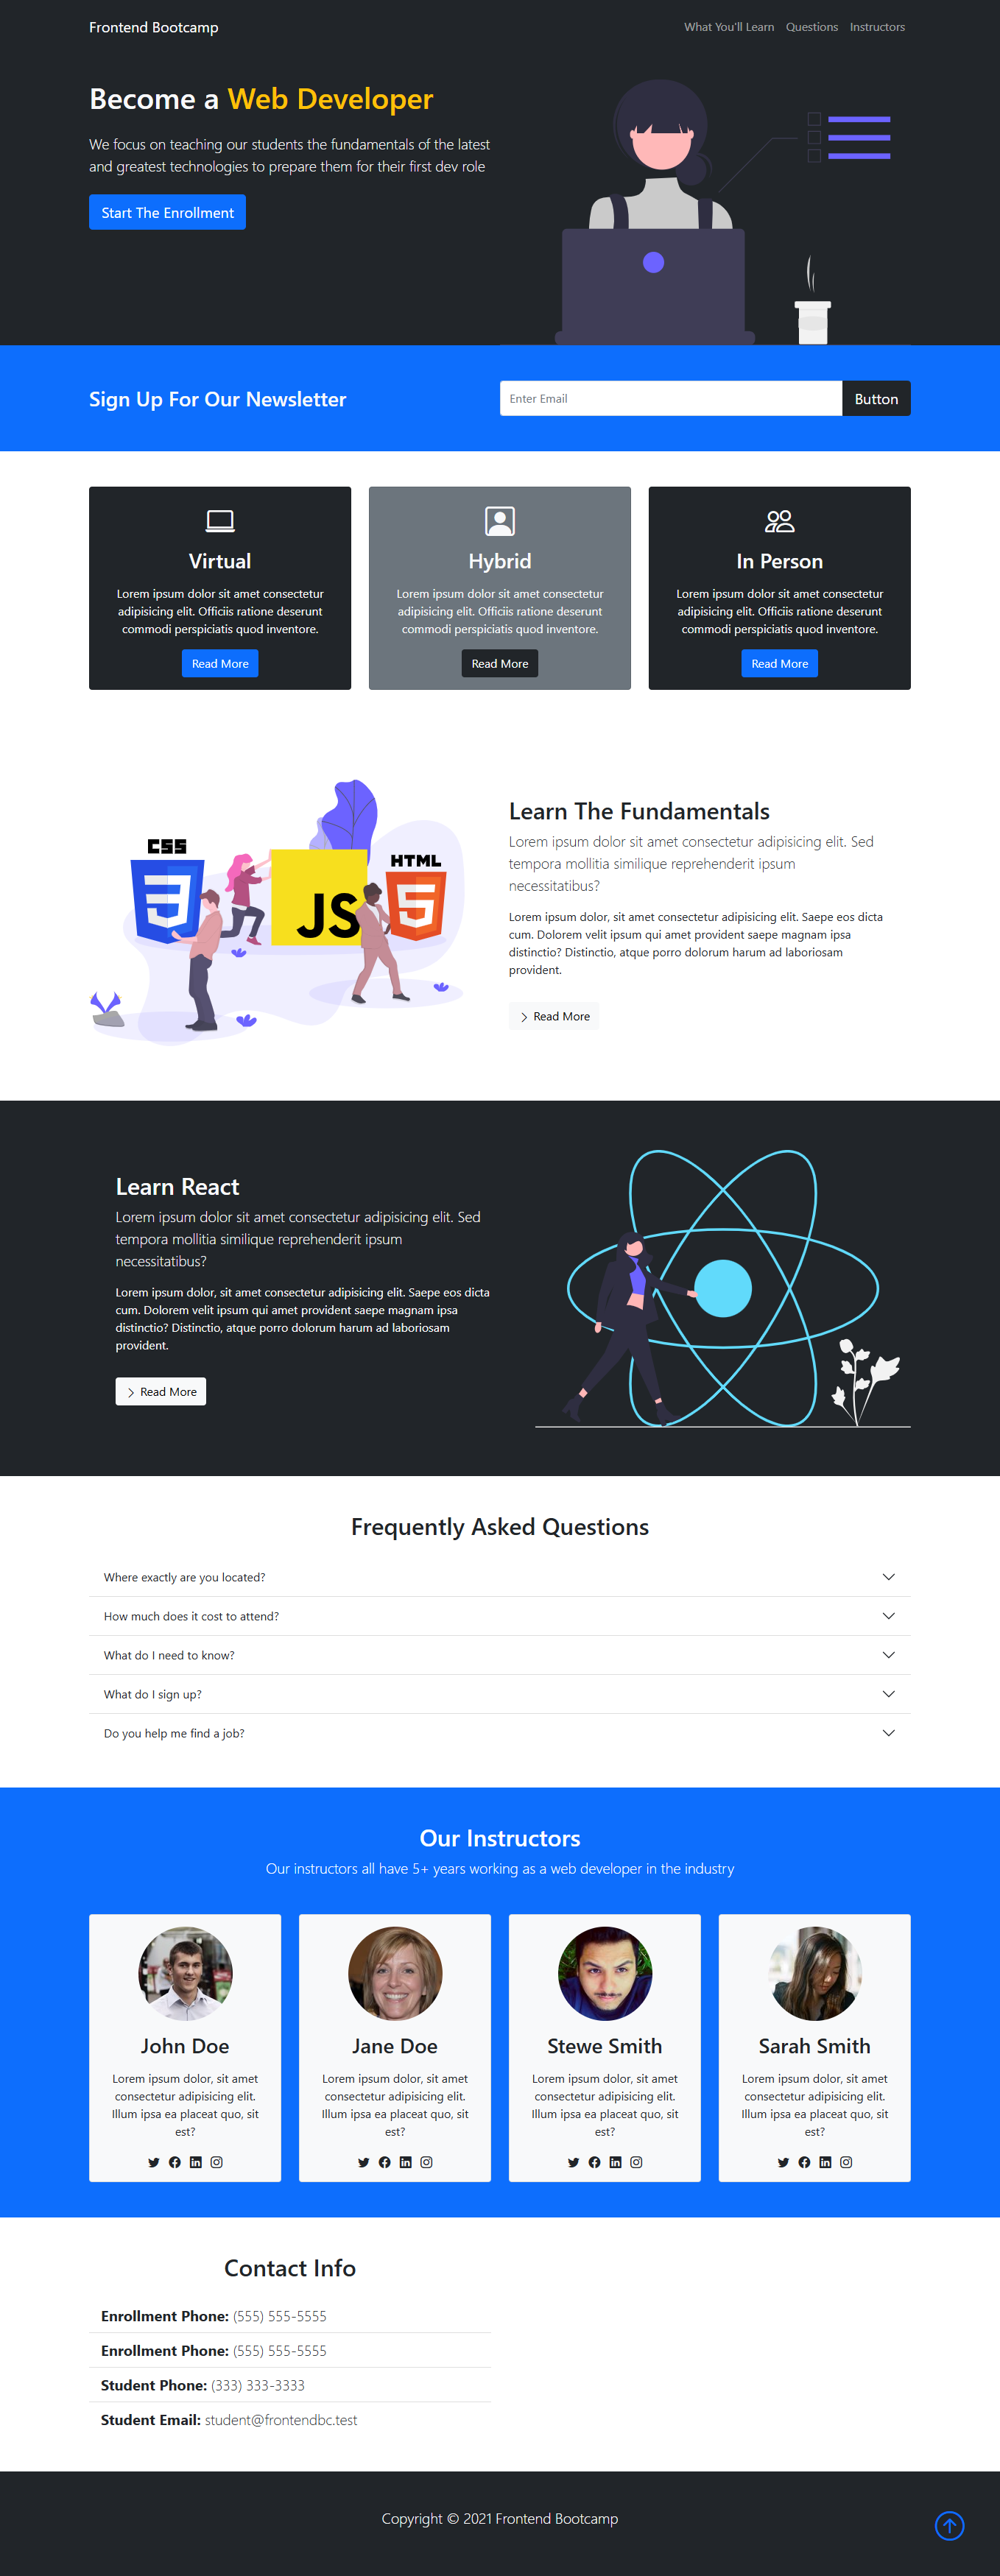 Frontend Bootcamp
What You'll Learn Questions Instructors
Become a Web Developer
We focus on teaching our students the fundamentals of the latest
and greatest technologies to prepare them for their first dev role
Start The Enrollment
Sign Up For Our Newsletter
Enter Email
Button
Virtual
Lorem ipsum dolor sit amet consectetur
adipisicing elit. Officiis ratione deserunt
commodi perspiciatis quod inventore.
Read More
Hybrid
Lorem ipsum dolor sit amet consectetur
adipisicing elit. Officiis ratione deserunt
commodi perspiciatis quod inventore.
Read More
In Person
Lorem ipsum dolor sit amet consectetur
adipisicing elit. Officiis ratione deserunt
commodi perspiciatis quod inventore.
Read More
CSS
JS
HTML
Learn The Fundamentals
Lorem ipsum dolor sit amet consectetur adipisicing elit. Sed
tempora mollitia similique reprehenderit ipsum
necessitatibus?
Lorem ipsum dolor, sit amet consectetur adipisicing elit. Saepe eos dicta
cum. Dolorem velit ipsum qui amet provident saepe magnam ipsa
distinctio? Distinctio, atque porro dolorum harum ad laboriosam
provident.
Read More
Learn React
Lorem ipsum dolor sit amet consectetur adipisicing elit. Sed
tempora mollitia similique reprehenderit ipsum
necessitatibus?
Lorem ipsum dolor, sit amet consectetur adipisicing elit. Saepe eos dicta
cum. Dolorem velit ipsum qui amet provident saepe magnam ipsa
distinctio? Distinctio, atque porro dolorum harum ad laboriosam
provident.
Read More
Frequently Asked Questions
Where exactly are you located?
How much does it cost to attend?
What do I need to know?
What do I sign up?
Do you help me find a job?
Our Instructors
Our instructors all have 5+ years working as a web developer in the industry
John Doe
Lorem ipsum dolor, sit amet
consectetur adipisicing elit.
Illum ipsa ea placeat quo, sit
est?
Jane Doe
Lorem ipsum dolor, sit amet
consectetur adipisicing elit.
Illum ipsa ea placeat quo, sit
est?
Stewe Smith
Lorem ipsum dolor, sit amet
consectetur adipisicing elit.
Illum ipsa ea placeat quo, sit
est?
Sarah Smith
Lorem ipsum dolor, sit amet
consectetur adipisicing elit.
Illum ipsa ea placeat quo, sit
est?
Contact Info
Enrollment Phone: (555) 555-5555
Enrollment Phone: (555) 555-5555
Student Phone: (333) 333-3333
Student Email: student@frontendbc.test
Copyright © 2021 Frontend Bootcamp